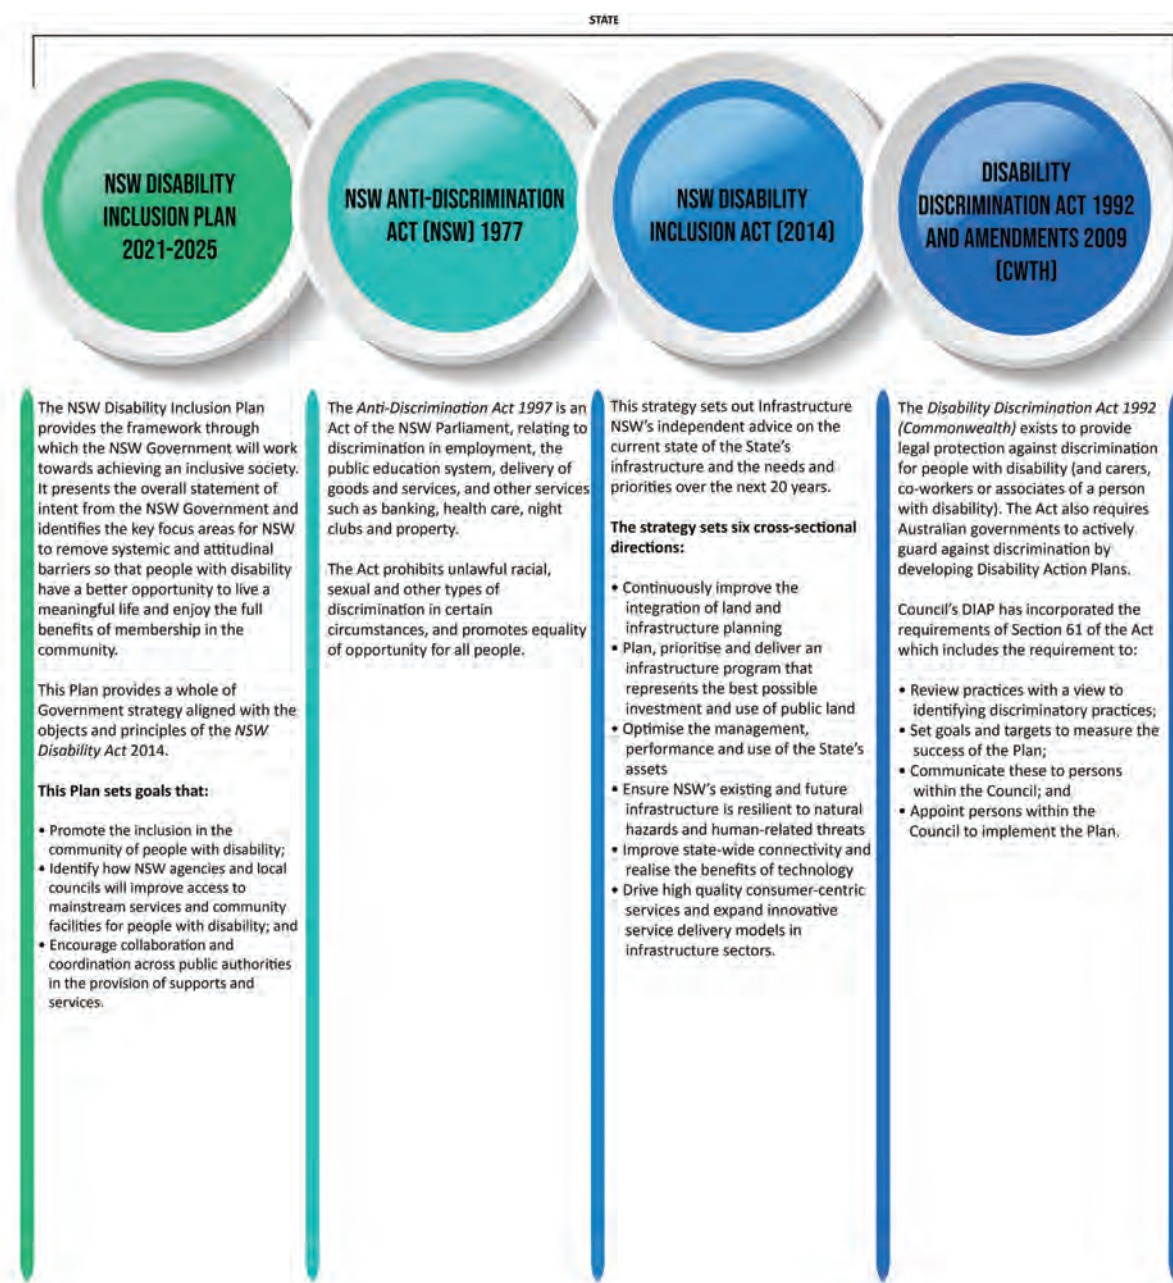 STATE
NSW DISABILITY
INCLUSION PLAN
2021-2025
The NSW Disability Inclusion Plan
provides the framework through
which the NSW Government will work
towards achieving an inclusive society.
It presents the overall statement of
intent from the NSW Government and
identifies the key focus areas for NSW
to remove systemic and attitudinal
barriers so that people with disability
have a better opportunity to live a
meaningful life and enjoy the full
benefits of membership in the
community.
This Plan provides a whole of
Government strategy aligned with the
objects and principles of the NSW
Disability Act 2014.
This Plan sets goals that:
• Promote the inclusion in the
community of people with disability;
• Identify how NSW agencies and local
councils will improve access to
mainstream services and community
facilities for people with disability; and
• Encourage collaboration and
coordination across public authorities
in the provision of supports and
services.
NSW ANTI-DISCRIMINATION
ACT (NSW) 1977
The Anti-Discrimination Act 1997 is an
Act of the NSW Parliament, relating to
discrimination in employment, the
public education system, delivery of
goods and services, and other services
such as banking, health care, night
clubs and property.
The Act prohibits unlawful racial,
sexual and other types of
discrimination in certain
circumstances, and promotes equality
of opportunity for all people.
NSW DISABILITY
INCLUSION ACT (2014)
This strategy sets out Infrastructure
NSW's independent advice on the
current state of the State's
infrastructure and the needs and
priorities over the next 20 years.
The strategy sets six cross-sectional
directions:
• Continuously improve the
integration of land and
infrastructure planning
• Plan, prioritise and deliver an
infrastructure program that
represents the best possible
investment and use of public land
• Optimise the management,
performance and use of the State's
assets
• Ensure NSW's existing and future
infrastructure is resilient to natural
hazards and human-related threats
• Improve state-wide connectivity and
realise the benefits of technology
• Drive high quality consumer-centric
services and expand innovative
service delivery models in
infrastructure sectors.
DISABILITY
DISCRIMINATION ACT 1992
AND AMENDMENTS 2009
(CWTH)
The Disability Discrimination Act 1992
(Commonwealth) exists to provide
legal protection against discrimination
for people with disability (and carers,
co-workers or associates of a person
with disability). The Act also requires
Australian governments to actively
guard against discrimination by
developing Disability Action Plans.
Council's DIAP has incorporated the
requirements of Section 61 of the Act
which includes the requirement to:
• Review practices with a view to
identifying discriminatory practices;
• Set goals and targets to measure the
success of the Plan;
• Communicate these to persons
within the Council; and
• Appoint persons within the
Council to implement the Plan.